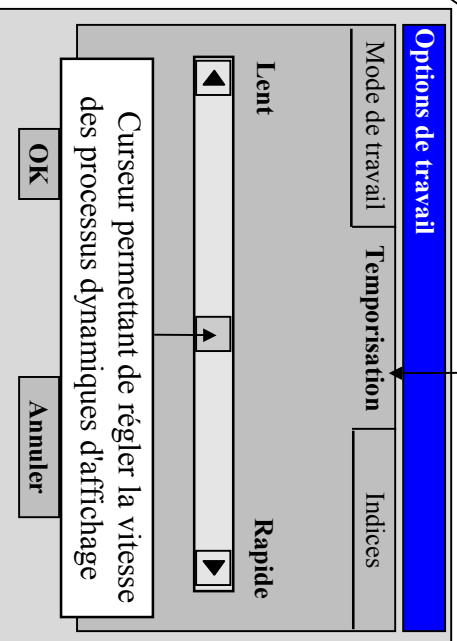 Options de travail
Mode de travail
Temporisation
Indices
Lent
Rapide
Curseur permettant de régler la vitesse
des processus dynamiques d'affichage
OK
Annuler